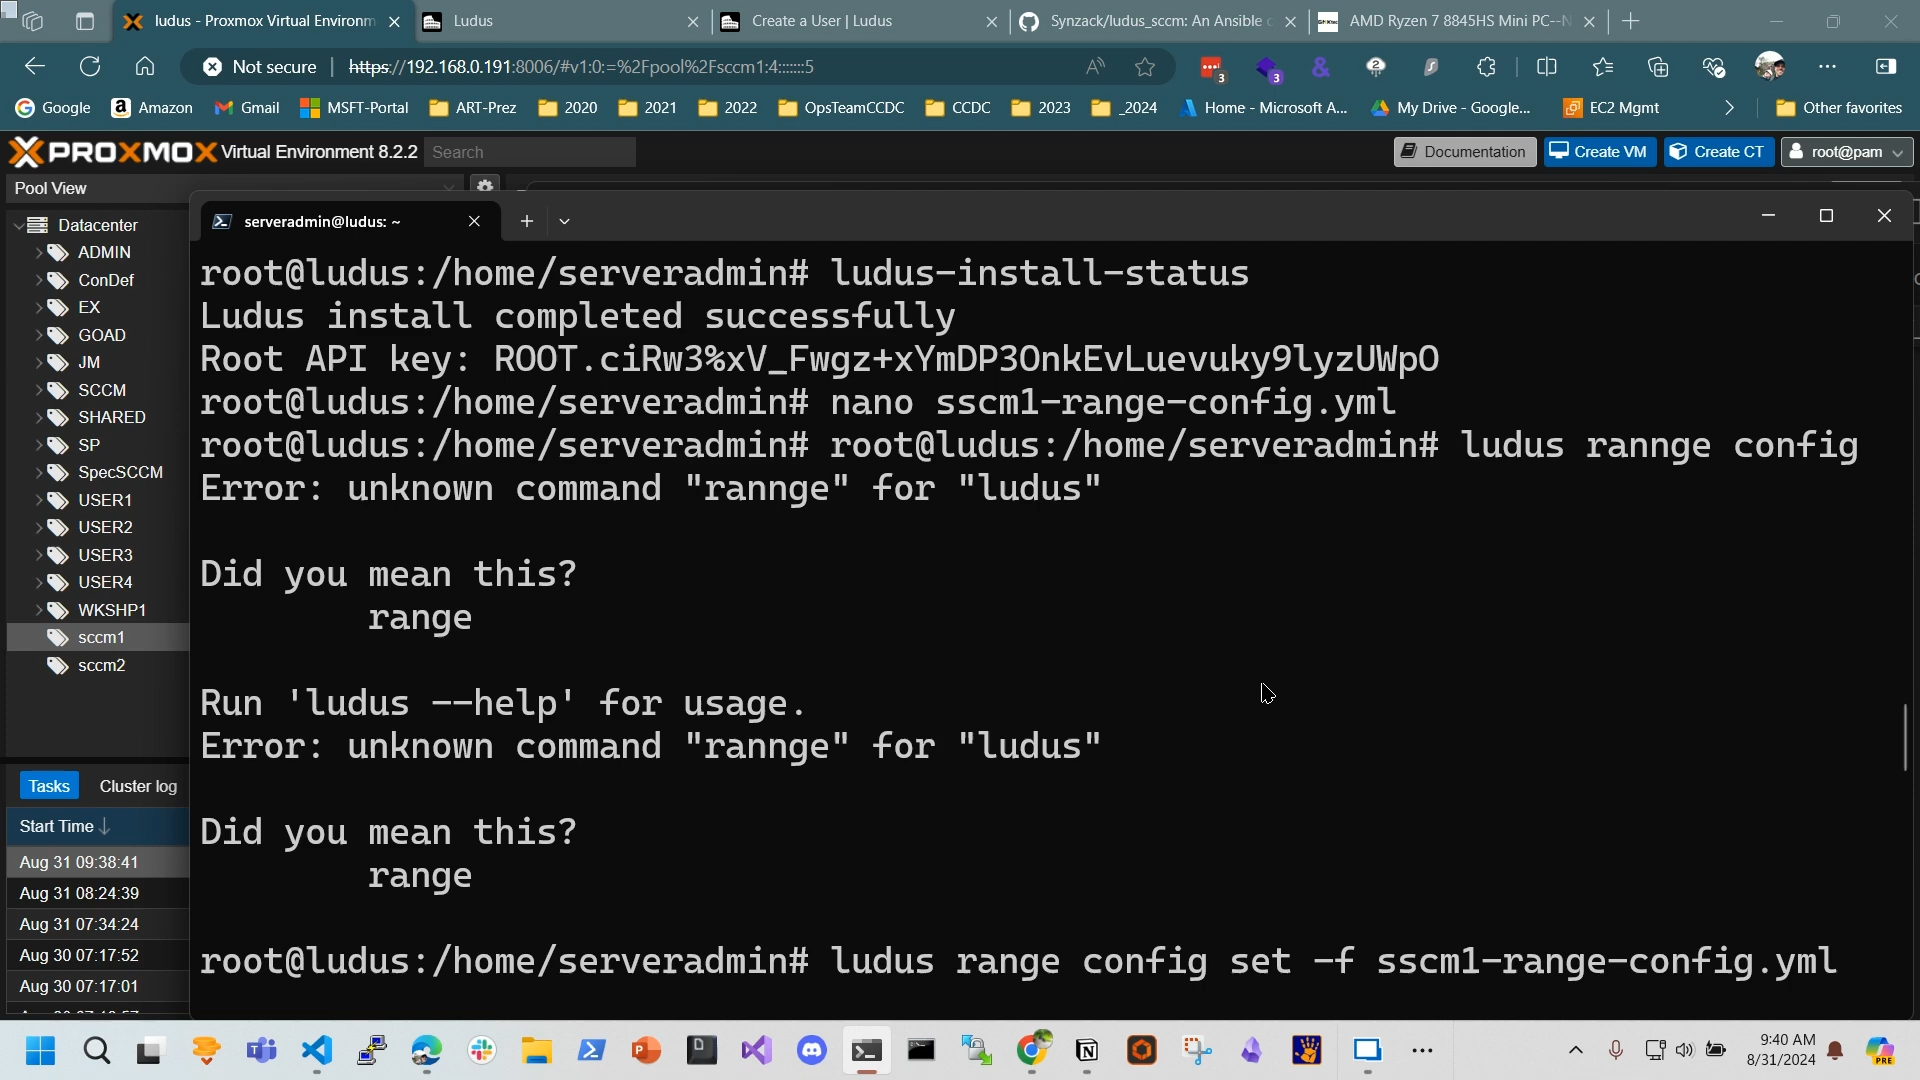 ludus - Proxmox Virtual Environm
Ludus
Create a User | Ludus
Synzack/ludus_sccm: An Ansible c
AMD Ryzen 7 8845HS Mini PC--N
Not secure
https://192.168.0.191:8006/#v1:0:=%2Fpool%2Fsccm1:4:::::::5
3
3
Google
Amazon
Gmail
MSFT-Portal
ART-Prez
2020
2021
2022
OpsTeamCCDC
CCDC
2023
_2024
Home - Microsoft A...
My Drive - Google...
EC2 Mgmt
Other favorites
PROXMOX Virtual Environment 8.2.2
Search
Documentation
Create VM
Create CT
root@pam
Pool View
Datacenter
ADMIN
ConDef
EX
GOAD
JM
SCCM
SHARED
SP
SpecSCCM
USER1
USER2
USER3
USER4
WKSHP1
sccm1
sccm2
Tasks
Cluster log
Start Time
Aug 31 09:38:41
Aug 31 08:24:39
Aug 31 07:34:24
Aug 30 07:17:52
Aug 30 07:17:01
serveradmin@ludus: ~
root@ludus:/home/serveradmin# ludus-install-status
Ludus install completed successfully
Root API key: ROOT.ciRw3%xV_Fwgz+xYmDP3OnkEvLuevuky9lyzUWpO
root@ludus:/home/serveradmin# nano sscm1-range-config.yml
root@ludus:/home/serveradmin# root@ludus:/home/serveradmin# ludus rannge config
Error: unknown command "rannge" for "ludus"
Did you mean this?
range
Run 'ludus --help' for usage.
Error: unknown command "rannge" for "ludus"
Did you mean this?
range
root@ludus:/home/serveradmin# ludus range config set -f sscm1-range-config.yml
9:40 AM
8/31/2024
PRE